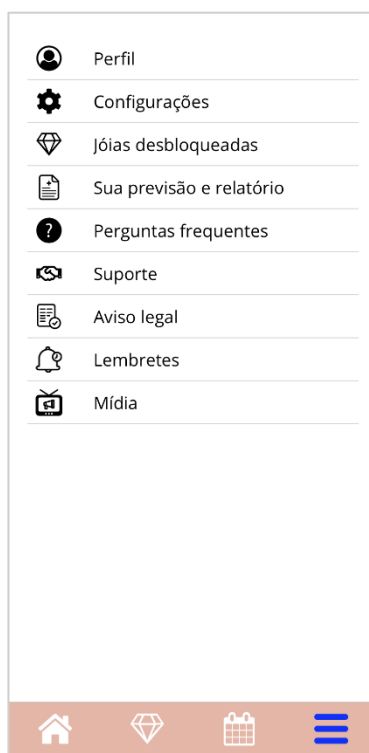 Perfil
Configurações
Jóias desbloqueadas
Sua previsão e relatório
Perguntas frequentes
Suporte
Aviso legal
Lembretes
Mídia